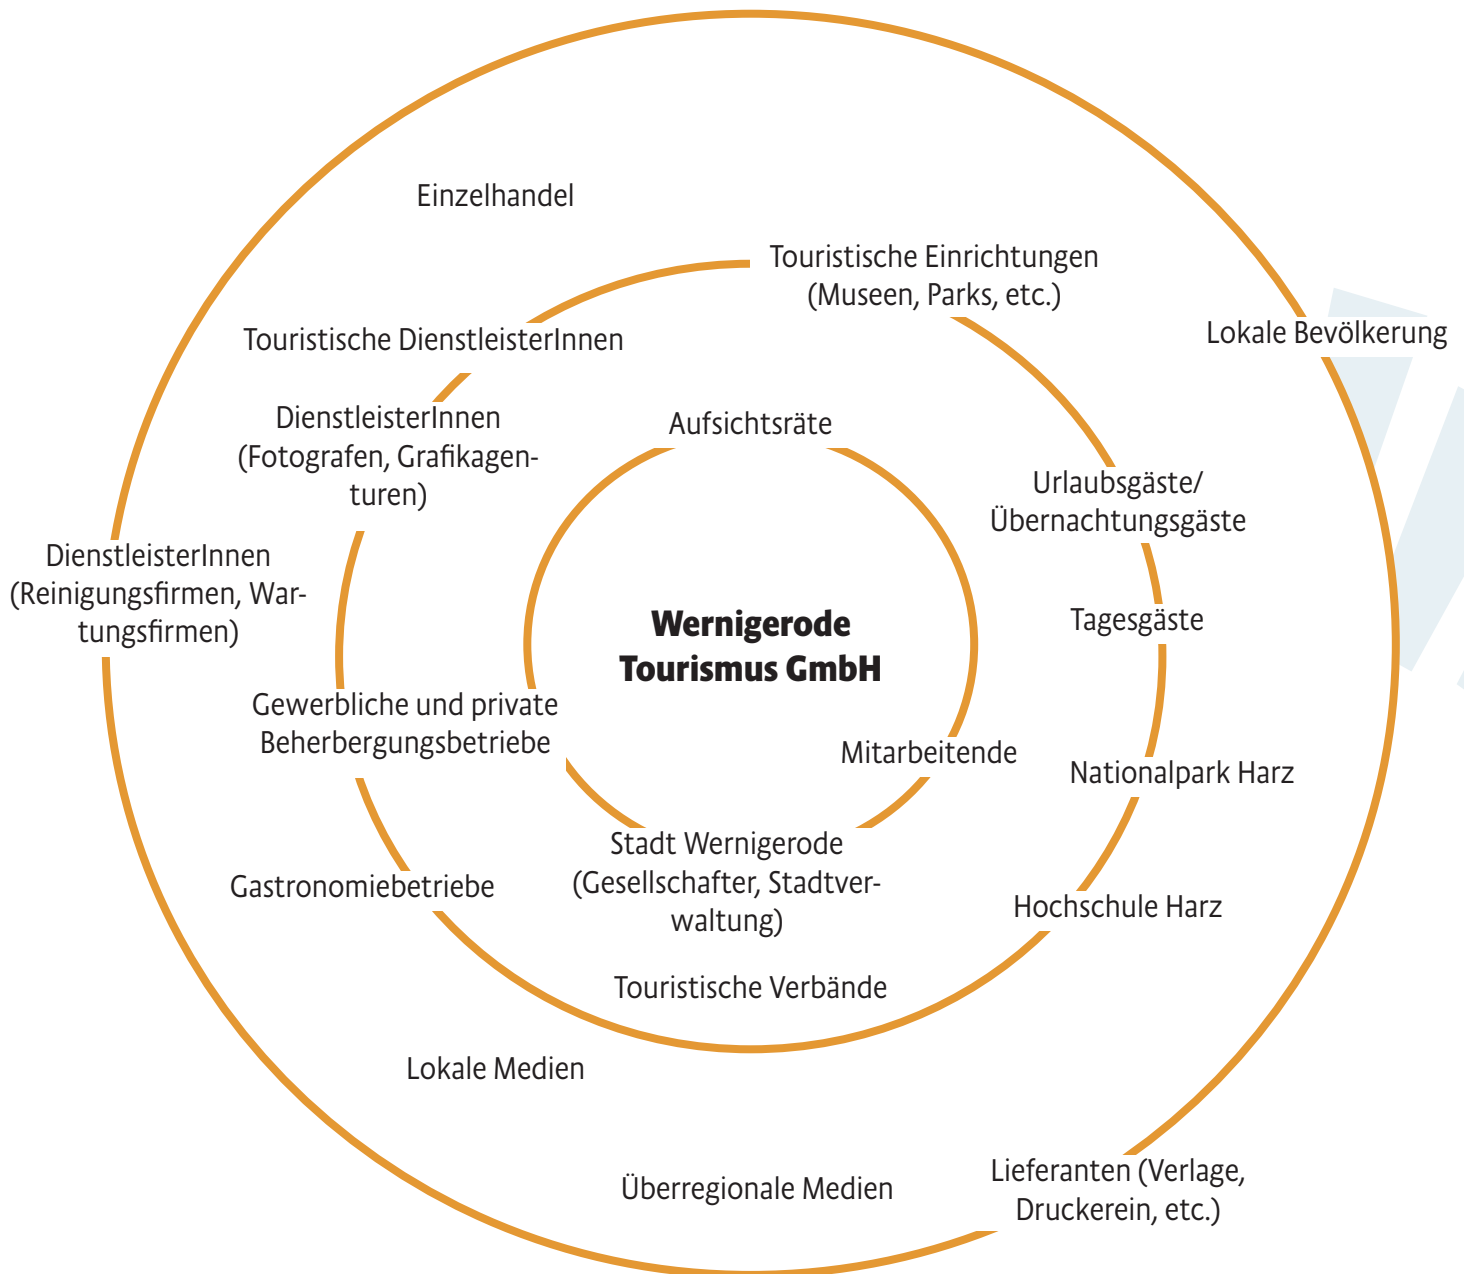 Einzelhandel
Touristische Einrichtungen
(Museen, Parks, etc.)
Lokale Bevölkerung
Touristische DienstleisterInnen
DienstleisterInnen
(Fotografen, Grafikagen-
turen)
Aufsichtsräte
Urlaubsgäste/
Übernachtungsgäste
DienstleisterInnen
(Reinigungsfirmen, War-
tungsfirmen)
Wernigerode
Tourismus GmbH
Tagesgäste
Gewerbliche und private
Beherbergungsbetriebe
Mitarbeitende
Nationalpark Harz
Stadt Wernigerode
(Gesellschafter, Stadtver-
waltung)
Gastronomiebetriebe
Hochschule Harz
Touristische Verbände
Lokale Medien
Überregionale Medien
Lieferanten (Verlage,
Druckerein, etc.)